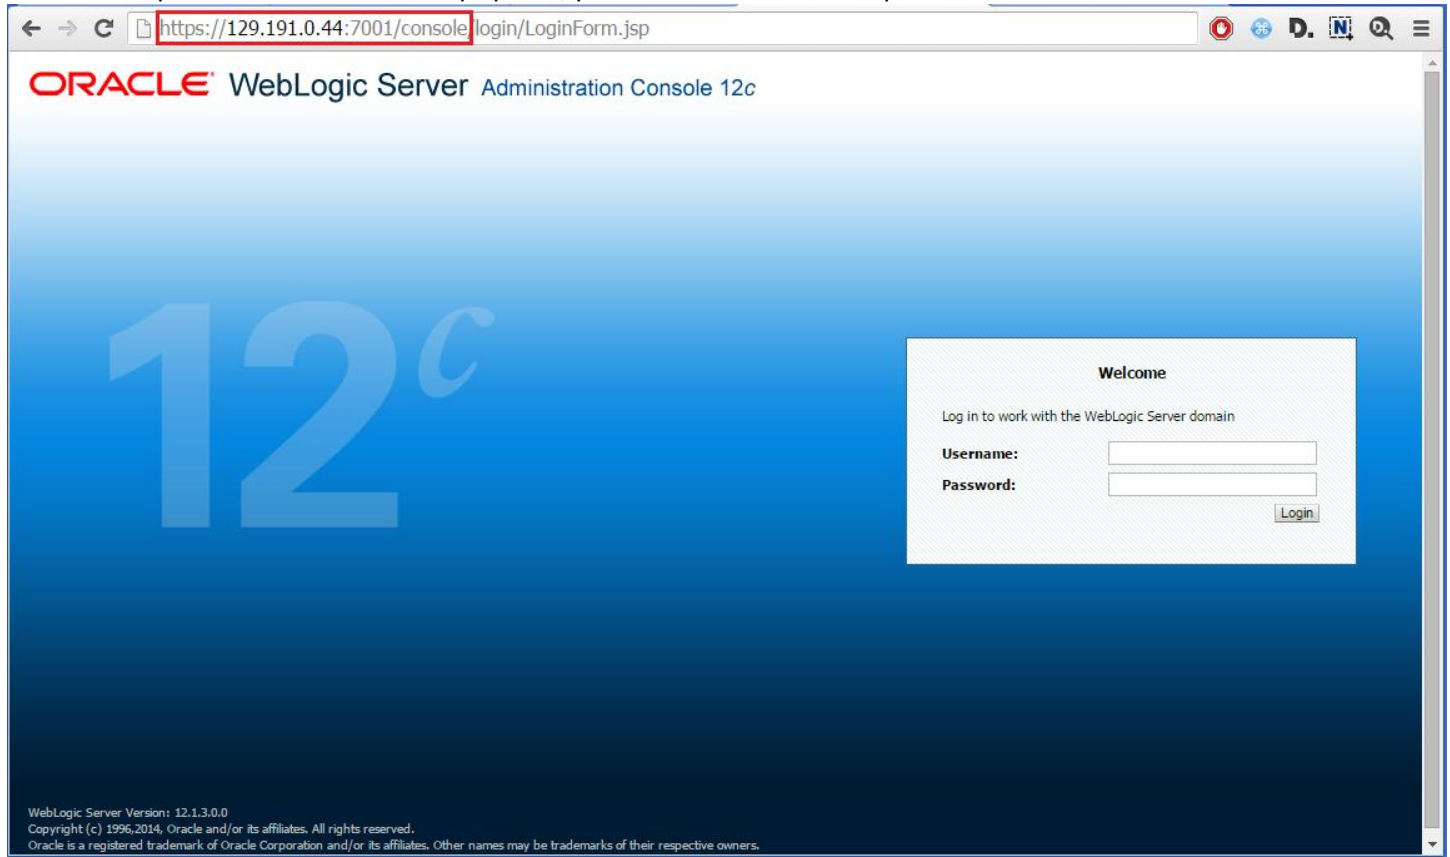 https://129.191.0.44:7001/console/login/LoginForm.jsp
D. N
ORACLE WebLogic Server Administration Console 12c
12c
Welcome
Log in to work with the WebLogic Server domain
Username:
Password:
Login
WebLogic Server Version: 12.1.3.0.0
Copyright (c) 1996,2014, Oracle and/or its affiliates. All rights reserved.
Oracle is a registered trademark of Oracle Corporation and/or its affiliates. Other names may be trademarks of their respective owners.